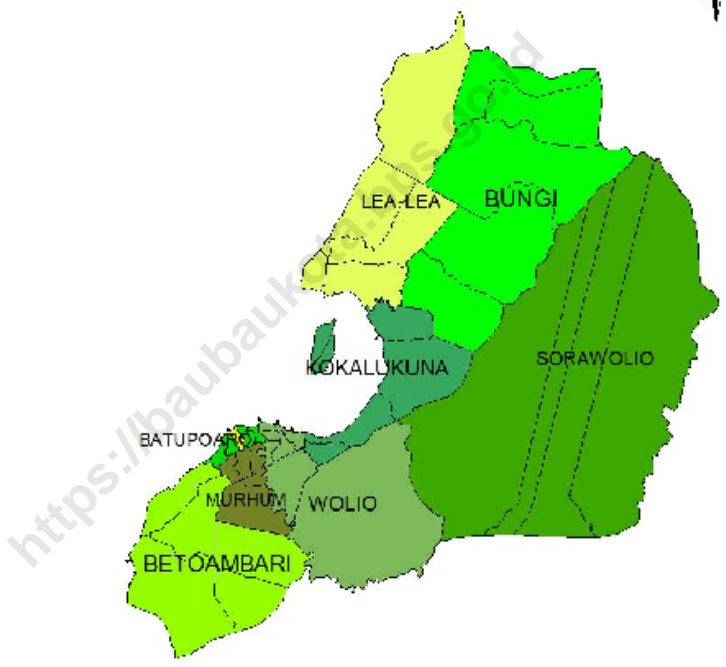 LEA-LEA
BUNGI
SORAWOLIO
KOKALUKUNA
BATUPOARO
MURHUM
WOLIO
BETOAMBARI
https://baubaukota.bps.go.id